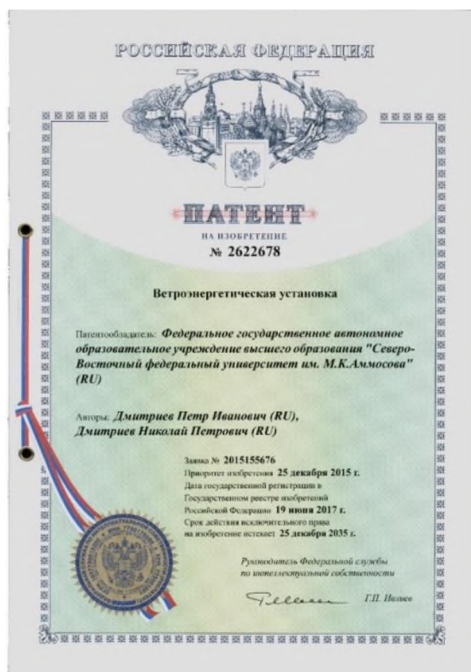 РОССИЙСКАЯ ФЕДЕРАЦИЯ
ПАТЕНТ
НА ИЗОБРЕТЕНИЕ
№ 2622678
Ветроэнергетическая установка
Патентообладатель: Федеральное государственное автономное
образовательное учреждение высшего образования "Северо-
Восточный федеральный университет им. М.К.Аммосова"
(RU)
Авторы: Дмитриев Петр Иванович (RU),
Дмитриев Николай Петрович (RU)
Заявка № 2015155676
Приоритет изобретения 25 декабря 2015 г.
Дата государственной регистрации в
Государственном реестре изобретений
Российской Федерации 19 июня 2017 г.
Срок действия исключительного права
на изобретение истекает 25 декабря 2035 г.
Руководитель Федеральной службы
по интеллектуальной собственности
Г.П. Ивлиев